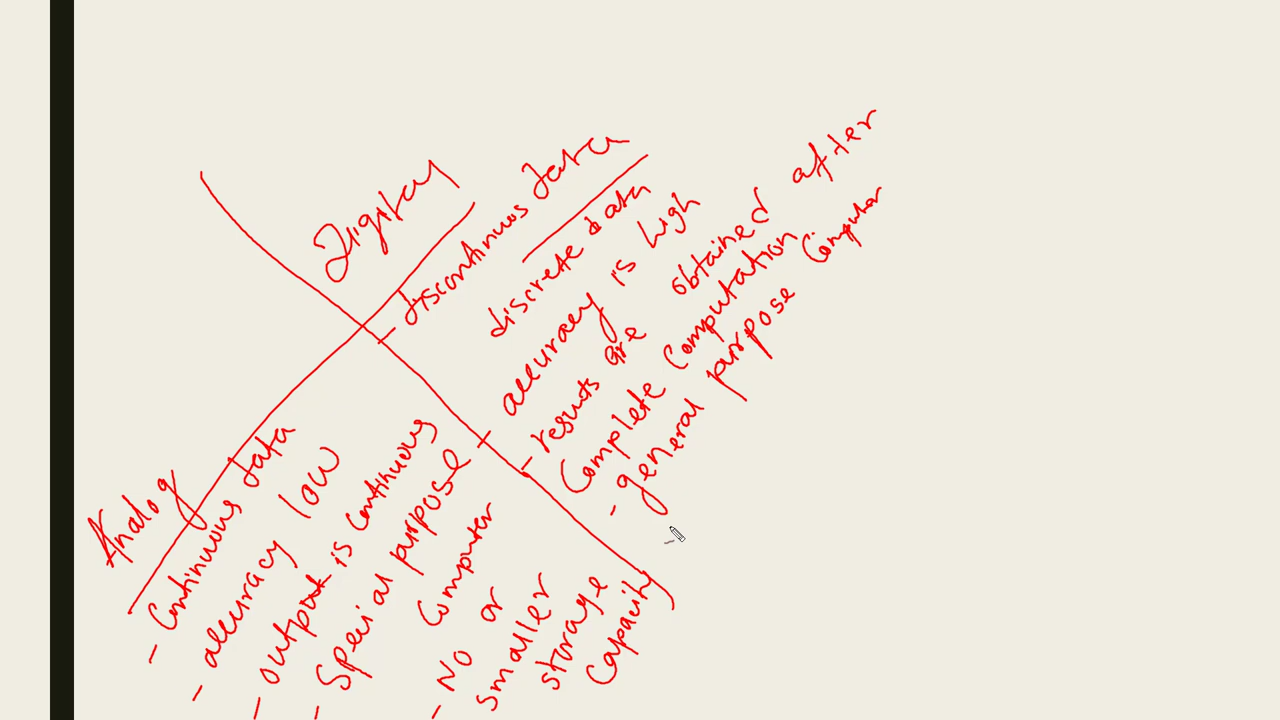 Analog
- Continuous data
- accuracy low
- output is continuous
- Special purpose
Computer
- No or
smaller
storage
capacity
Digital
- discontinuous data
discrete data
- accuracy is high
- results are obtained after
Complete Computation
- general purpose Computer
-